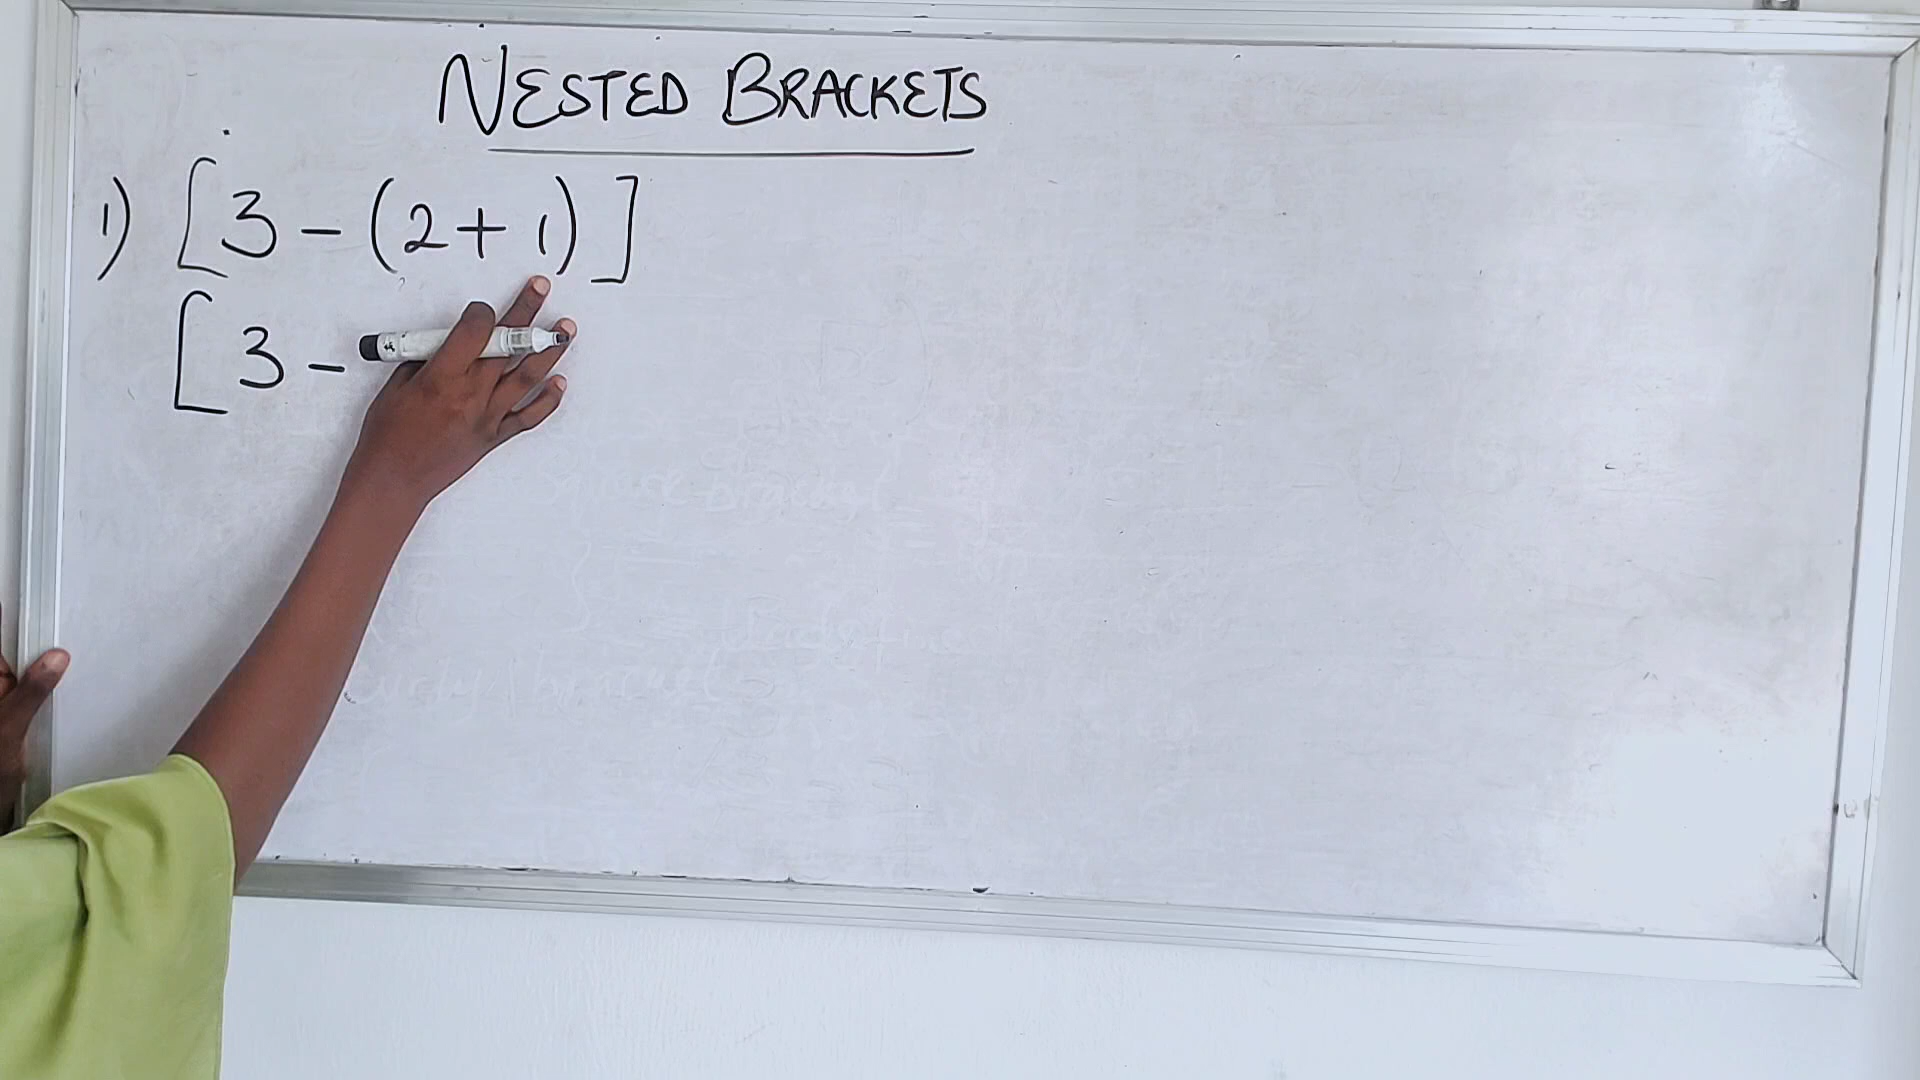 NESTED BRACKETS
1) [3 - (2 + 1)]
[3 -